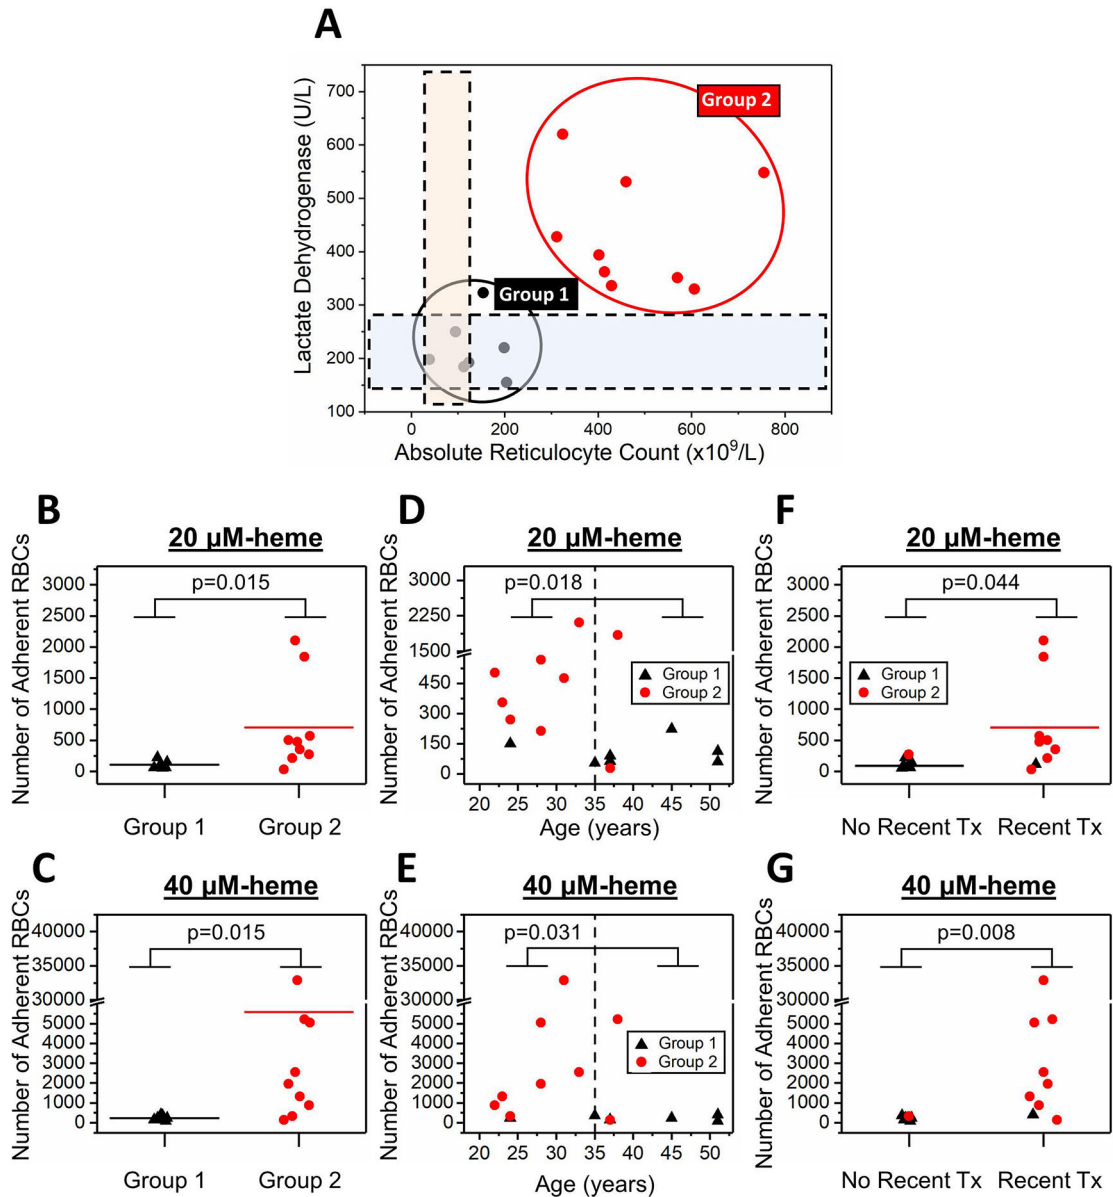 A
Lactate Dehydrogenase (U/L)
700
600
500
400
300
200
100
Group 2
Group 1
0 200 400 600 800
Absolute Reticulocyte Count (x10⁹/L)
B
20 µM-heme
Number of Adherent RBCs
3000
2500
2000
1500
1000
500
0
p=0.015
Group 1 Group 2
D
20 µM-heme
Number of Adherent RBCs
3000
2250
1500
450
300
150
0
p=0.018
Group 1
Group 2
20 25 30 35 40 45 50
Age (years)
F
20 µM-heme
Number of Adherent RBCs
3000
2500
2000
1500
1000
500
0
p=0.044
Group 1
Group 2
No Recent Tx Recent Tx
C
40 µM-heme
Number of Adherent RBCs
40000
35000
30000
5000
4000
3000
2000
1000
0
p=0.015
Group 1 Group 2
E
40 µM-heme
Number of Adherent RBCs
40000
35000
30000
5000
4000
3000
2000
1000
0
p=0.031
Group 1
Group 2
20 25 30 35 40 45 50
Age (years)
G
40 µM-heme
Number of Adherent RBCs
40000
35000
30000
5000
4000
3000
2000
1000
0
p=0.008
No Recent Tx Recent Tx